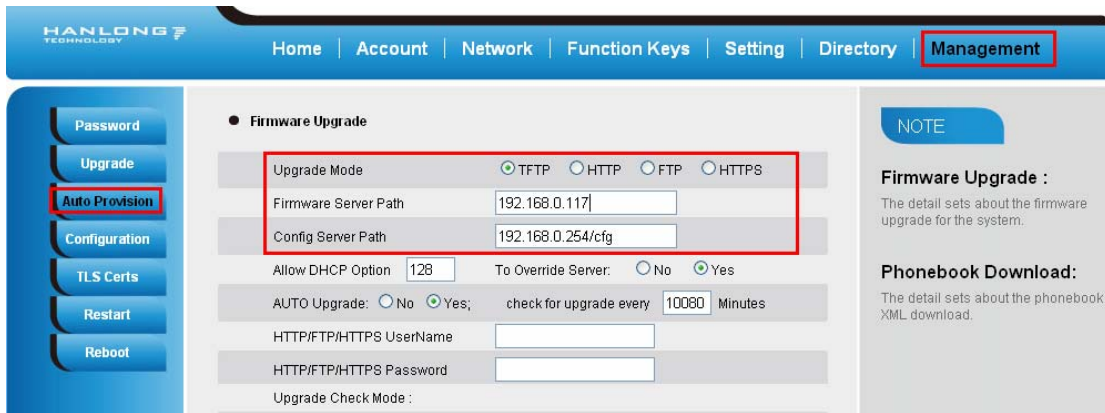 HANLONG
TECHNOLOGY
Home | Account | Network | Function Keys | Setting | Directory | Management
Password
Upgrade
Auto Provision
Configuration
TLS Certs
Restart
Reboot
Firmware Upgrade
Upgrade Mode TFTP HTTP FTP HTTPS
Firmware Server Path 192.168.0.117
Config Server Path 192.168.0.254/cfg
Allow DHCP Option 128 To Override Server: No Yes
AUTO Upgrade: No Yes; check for upgrade every 10080 Minutes
HTTP/FTP/HTTPS UserName
HTTP/FTP/HTTPS Password
Upgrade Check Mode :
NOTE
Firmware Upgrade :
The detail sets about the firmware
upgrade for the system.
Phonebook Download:
The detail sets about the phonebook
XML download.